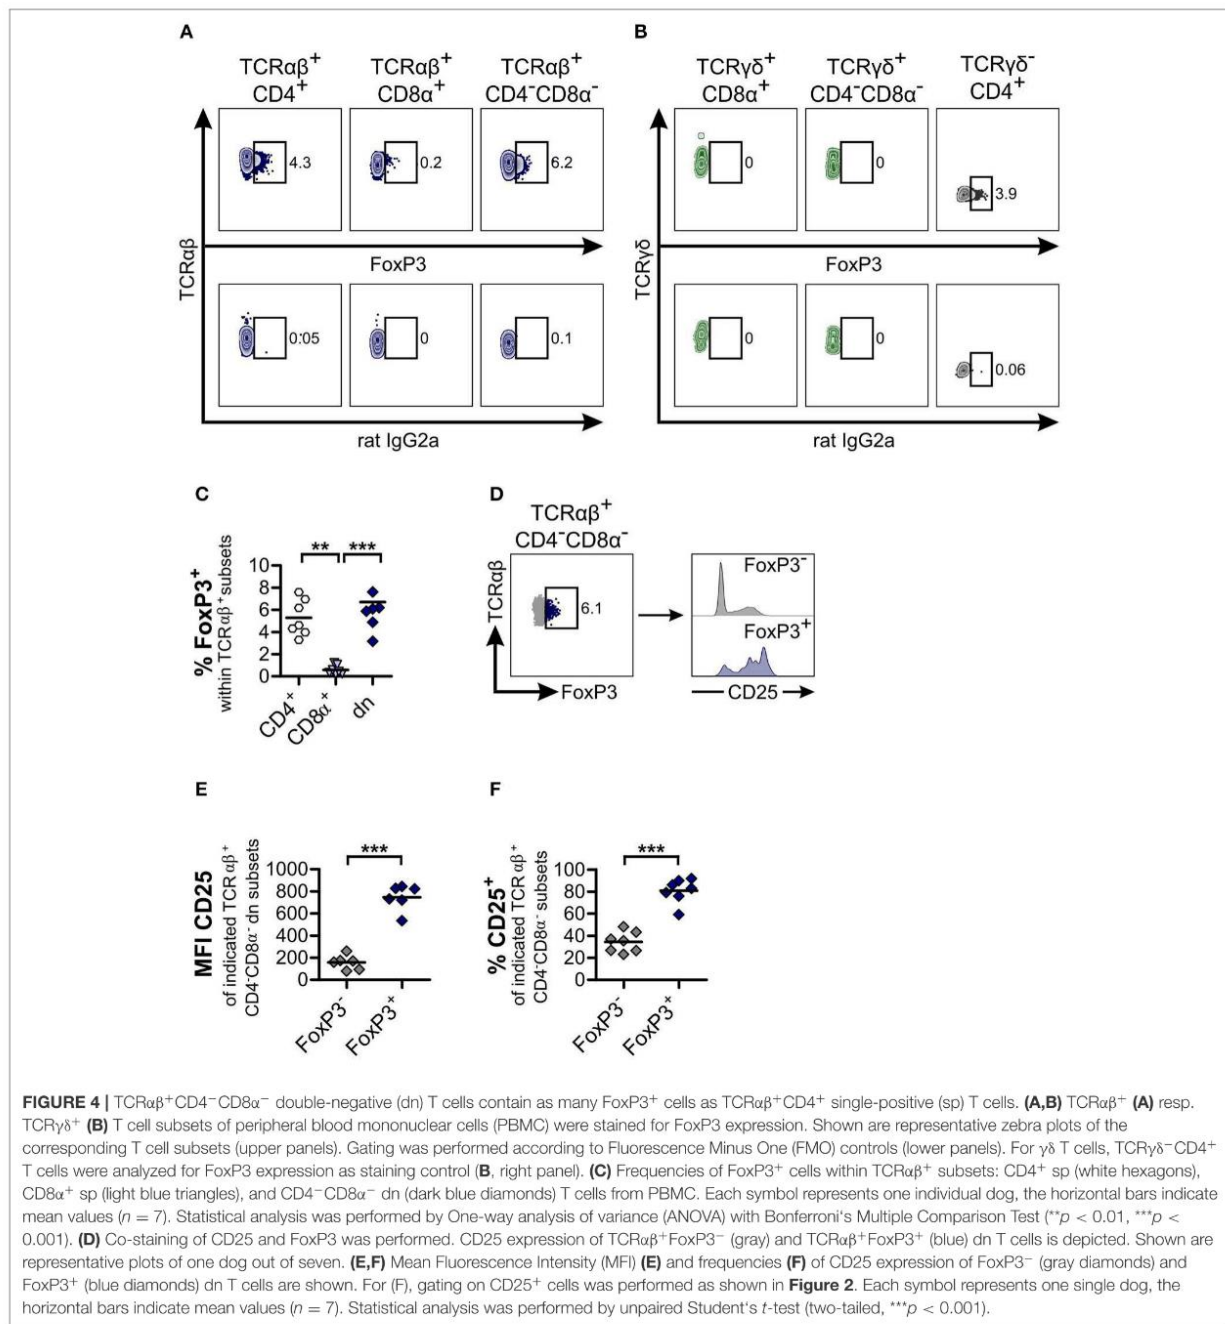 A
B
TCRαβ⁺ CD4⁺
TCRαβ⁺ CD8α⁺
TCRαβ⁺ CD4⁻CD8α⁻
TCRγδ⁺ CD8α⁺
TCRγδ⁺ CD4⁻CD8α⁻
TCRγδ⁻ CD4⁺
4.3
0.2
6.2
0
0
3.9
TCRαβ
FoxP3
TCRγδ
FoxP3
0.05
0
0.1
0
0
0.06
rat IgG2a
rat IgG2a
C
% FoxP3⁺
within TCRαβ⁺ subsets
** ***
10
8
6
4
2
0
CD4⁺
CD8α⁺
dn
D
TCRαβ⁺
CD4⁻CD8α⁻
TCRαβ
6.1
FoxP3
FoxP3⁻
FoxP3⁺
CD25
E
MFI CD25
of indicated TCR αβ⁺
CD4⁻CD8α⁻ dn subsets
***
1000
800
600
400
200
0
FoxP3⁻
FoxP3⁺
F
% CD25⁺
of indicated TCR αβ⁺
CD4⁻CD8α⁻ subsets
***
100
80
60
40
20
0
FoxP3⁻
FoxP3⁺
FIGURE 4 | TCRαβ⁺CD4⁻CD8α⁻ double-negative (dn) T cells contain as many FoxP3⁺ cells as TCRαβ⁺CD4⁺ single-positive (sp) T cells. (A,B) TCRαβ⁺ (A) resp.
TCRγδ⁺ (B) T cell subsets of peripheral blood mononuclear cells (PBMC) were stained for FoxP3 expression. Shown are representative zebra plots of the
corresponding T cell subsets (upper panels). Gating was performed according to Fluorescence Minus One (FMO) controls (lower panels). For γδ T cells, TCRγδ⁻CD4⁺
T cells were analyzed for FoxP3 expression as staining control (B, right panel). (C) Frequencies of FoxP3⁺ cells within TCRαβ⁺ subsets: CD4⁺ sp (white hexagons),
CD8α⁺ sp (light blue triangles), and CD4⁻CD8α⁻ dn (dark blue diamonds) T cells from PBMC. Each symbol represents one individual dog, the horizontal bars indicate
mean values (n = 7). Statistical analysis was performed by One-way analysis of variance (ANOVA) with Bonferroni's Multiple Comparison Test (**p < 0.01, ***p <
0.001). (D) Co-staining of CD25 and FoxP3 was performed. CD25 expression of TCRαβ⁺FoxP3⁻ (gray) and TCRαβ⁺FoxP3⁺ (blue) dn T cells is depicted. Shown are
representative plots of one dog out of seven. (E,F) Mean Fluorescence Intensity (MFI) (E) and frequencies (F) of CD25 expression of FoxP3⁻ (gray diamonds) and
FoxP3⁺ (blue diamonds) dn T cells are shown. For (F), gating on CD25⁺ cells was performed as shown in Figure 2. Each symbol represents one single dog, the
horizontal bars indicate mean values (n = 7). Statistical analysis was performed by unpaired Student's t-test (two-tailed, ***p < 0.001).